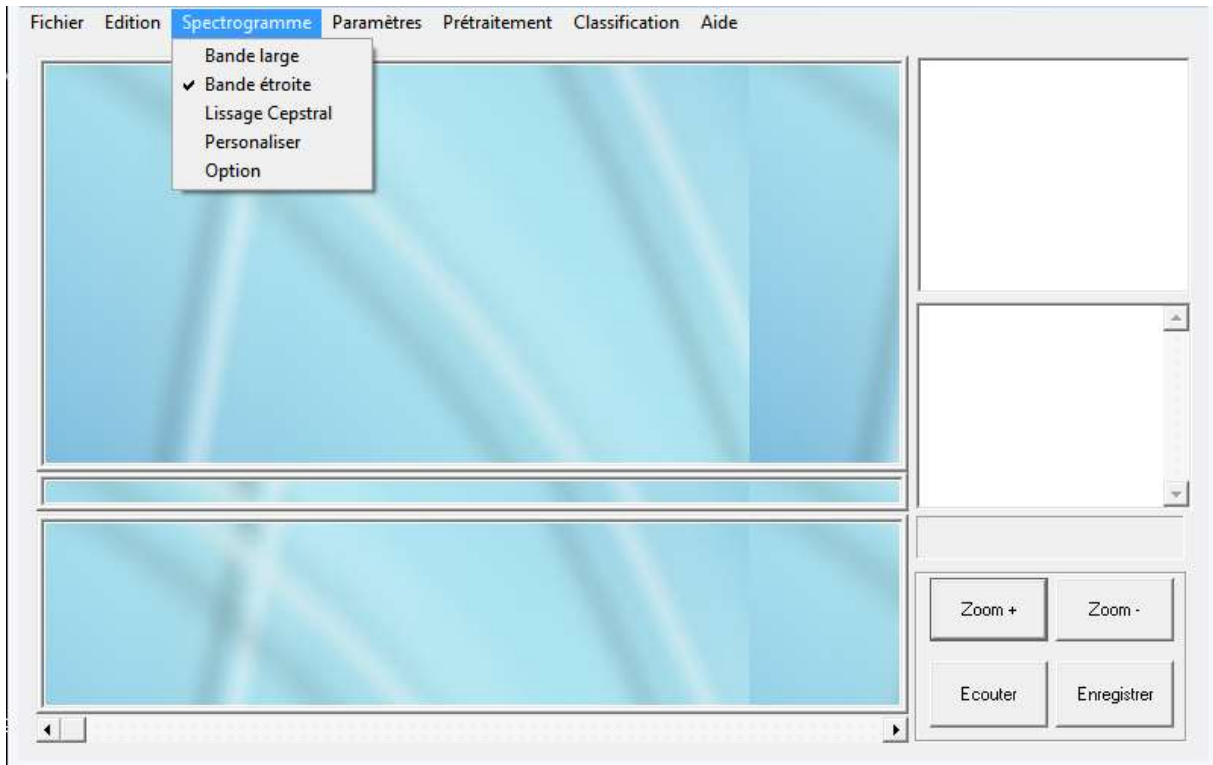 Fichier Edition Spectrogramme Paramètres Prétraitement Classification Aide
Bande large
✔ Bande étroite
Lissage Cepstral
Personaliser
Option
Zoom + Zoom -
Ecouter Enregistrer